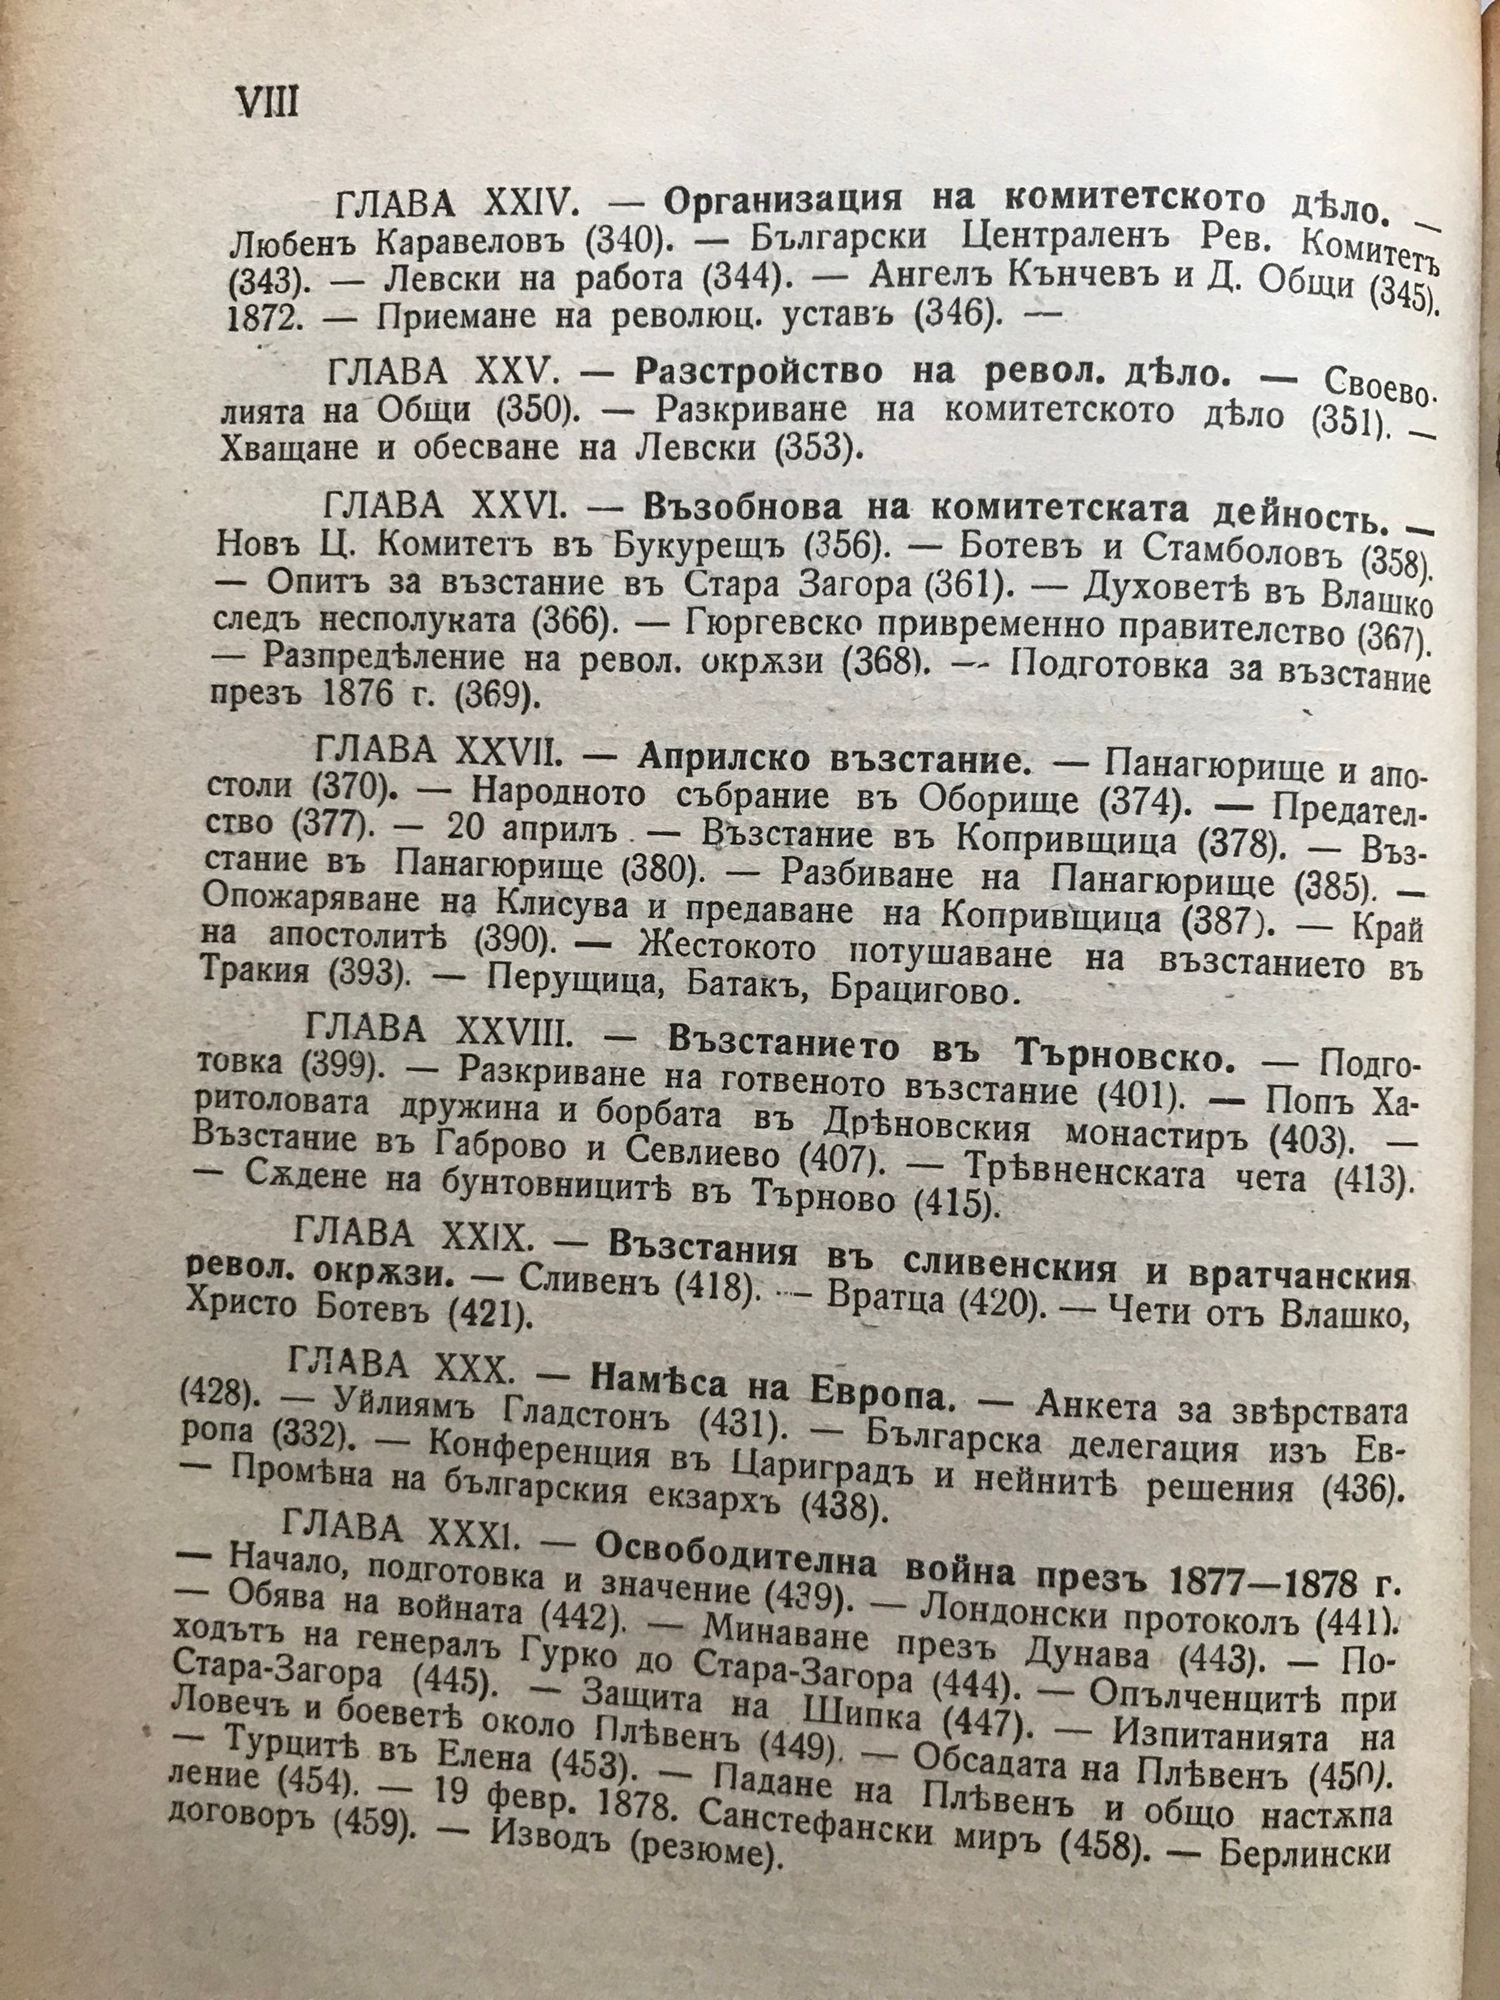 VIII
ГЛАВА XXIV. — Организация на комитетското дѣло. —
Любенъ Каравеловъ (340). — Български Централенъ Рев. Комитетъ
(343). — Левски на работа (344). — Ангелъ Кънчевъ и Д. Общи (345).
1872. — Приемане на революц. уставъ (346). —
ГЛАВА XXV. — Разстройство на револ. дѣло. — Своево-
лията на Общи (350). — Разкриване на комитетското дѣло (351). —
Хващане и обесване на Левски (353).
ГЛАВА XXVI. — Възобнова на комитетската дейность. —
Новъ Ц. Комитетъ въ Букурещъ (356). — Ботевъ и Стамболовъ (358).
— Опитъ за възстание въ Стара Загора (361). — Духоветѣ въ Влашко
следъ несполуката (366). — Гюргевско привременно правителство (367).
— Разпредѣление на револ. окрѫзи (368). — Подготовка за възстание
презъ 1876 г. (369).
ГЛАВА XXVII. — Априлско възстание. — Панагюрище и апо-
столи (370). — Народното събрание въ Оборище (374). — Предател-
ство (377). — 20 априлъ. — Възстание въ Копривщица (378). — Въз-
стание въ Панагюрище (380). — Разбиване на Панагюрище (385). —
Опожаряване на Клисува и предаване на Копривщица (387). — Край
на апостолитѣ (390). — Жестокото потушаване на възстанието въ
Тракия (393). — Перущица, Батакъ, Брацигово.
ГЛАВА XXVIII. — Възстанието въ Търновско. — Подго-
товка (399). — Разкриване на готвеното възстание (401). — Попъ Ха-
ритоловата дружина и борбата въ Дрѣновския монастиръ (403). —
Възстание въ Габрово и Севлиево (407). — Трѣвненската чета (413).
— Сѫдене на бунтовницитѣ въ Търново (415).
ГЛАВА XXIX. — Възстания въ сливенския и вратчанския
револ. окрѫзи. — Сливенъ (418). — Вратца (420). — Чети отъ Влашко,
Христо Ботевъ (421).
ГЛАВА XXX. — Намѣса на Европа. — Анкета за звѣрствата
(428). — Уйлиямъ Гладстонъ (431). — Българска делегация изъ Ев-
ропа (332). — Конференция въ Цариградъ и нейнитѣ решения (436).
— Промѣна на българския екзархъ (438).
ГЛАВА XXXI. — Освободителна война презъ 1877—1878 г.
— Начало, подготовка и значение (439). — Лондонски протоколъ (441).
— Обява на войната (442). — Минаване презъ Дунава (443). — По-
ходътъ на генералъ Гурко до Стара-Загора (444). — Опълченцитѣ при
Стара-Загора (445). — Защита на Шипка (447). — Изпитанията на
Ловечъ и боеветѣ около Плѣвенъ (449). — Обсадата на Плѣвенъ (450).
— Турцитѣ въ Елена (453). — Падане на Плѣвенъ и общо настѫпа
ление (454). — 19 февр. 1878. Санстефански миръ (458). — Берлински
договоръ (459). — Изводъ (резюме).